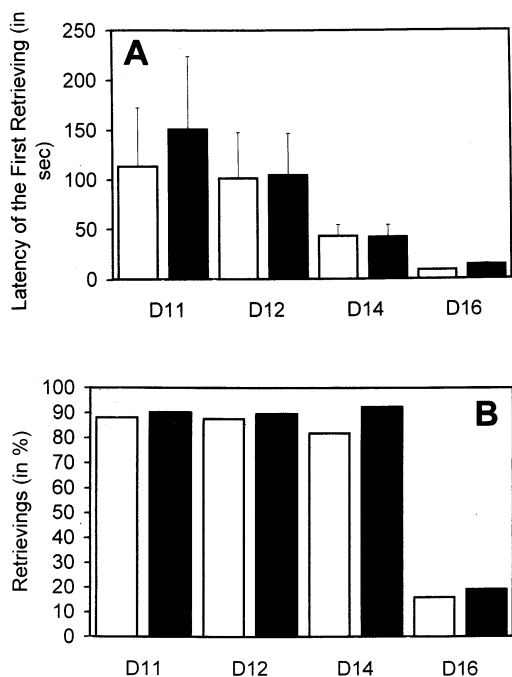 Latency of the First Retrieving (in
sec)
A
250
200
150
100
50
0
D11 D12 D14 D16
Retrievings (in %)
B
100
90
80
70
60
50
40
30
20
10
0
D11 D12 D14 D16